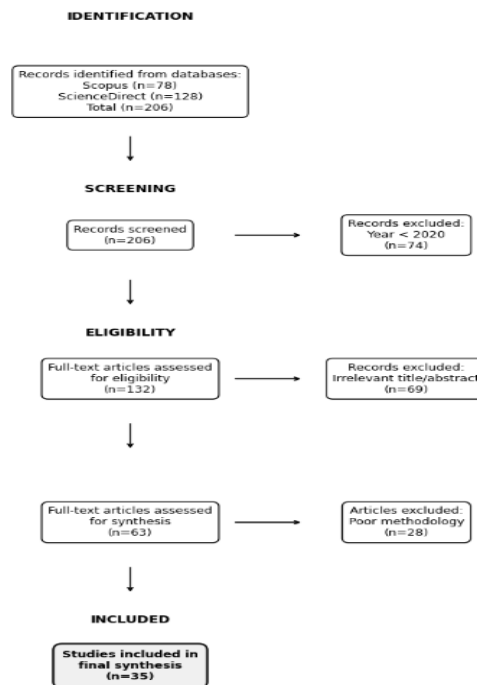 IDENTIFICATION
Records identified from databases:
Scopus (n=78)
ScienceDirect (n=128)
Total (n=206)
SCREENING
Records screened
(n=206)
Records excluded:
Year < 2020
(n=74)
ELIGIBILITY
Full-text articles assessed
for eligibility
(n=132)
Records excluded:
Irrelevant title/abstract
(n=69)
Full-text articles assessed
for synthesis
(n=63)
Articles excluded:
Poor methodology
(n=28)
INCLUDED
Studies included in
final synthesis
(n=35)